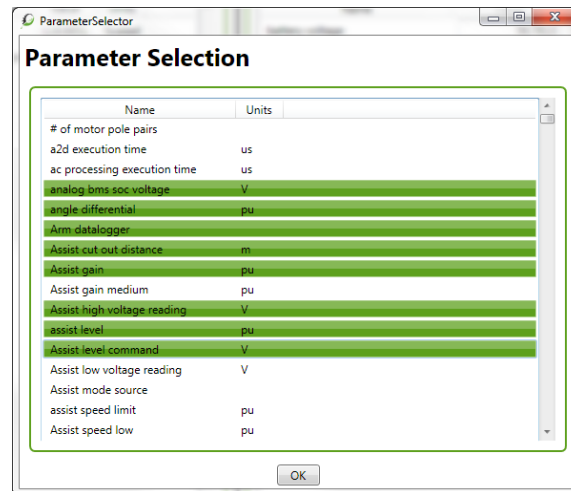 ParameterSelector
Parameter Selection
Name Units
# of motor pole pairs
a2d execution time us
ac processing execution time us
analog bms soc voltage V
angle differential pu
Arm datalogger
Assist cut out distance m
Assist gain pu
Assist gain medium pu
Assist high voltage reading V
assist level pu
Assist level command V
Assist low voltage reading V
Assist mode source
assist speed limit pu
Assist speed low pu
OK